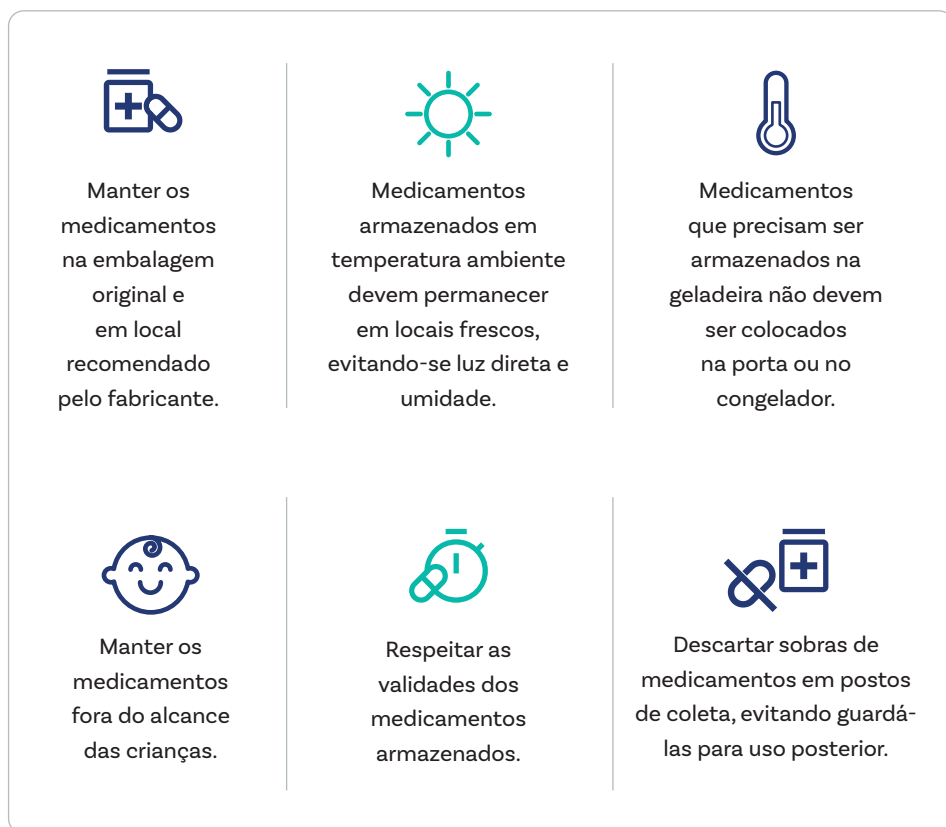 Manter os
medicamentos
na embalagem
original e
em local
recomendado
pelo fabricante.
Medicamentos
armazenados em
temperatura ambiente
devem permanecer
em locais frescos,
evitando-se luz direta e
umidade.
Medicamentos
que precisam ser
armazenados na
geladeira não devem
ser colocados
na porta ou no
congelador.
Manter os
medicamentos
fora do alcance
das crianças.
Respeitar as
validades dos
medicamentos
armazenados.
Descartar sobras de
medicamentos em postos
de coleta, evitando guardá-
las para uso posterior.